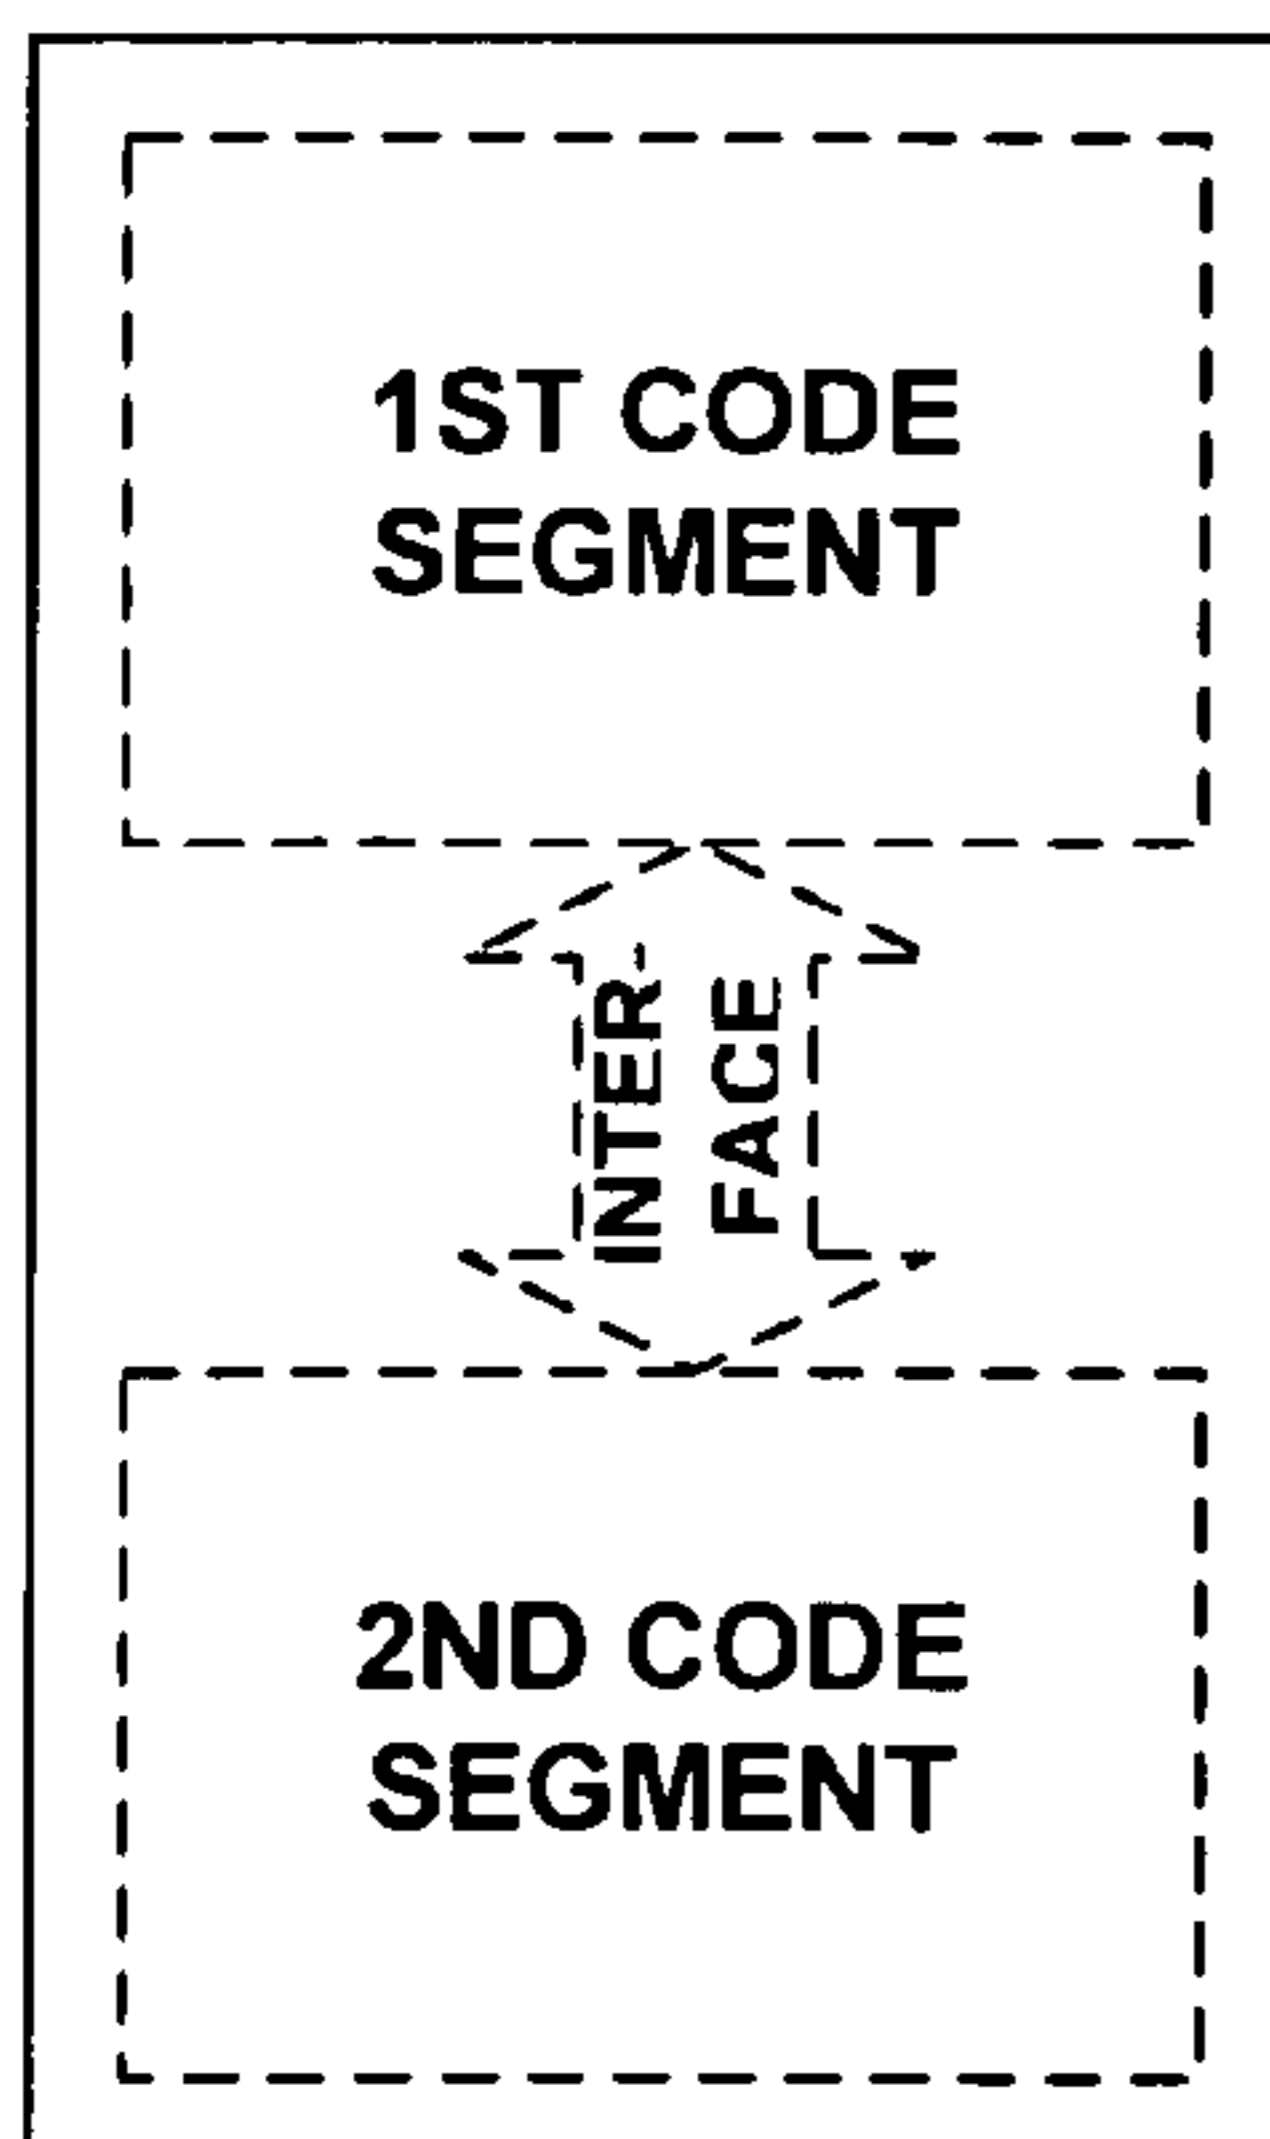 1ST CODE
SEGMENT
INTER-
FACE
2ND CODE
SEGMENT